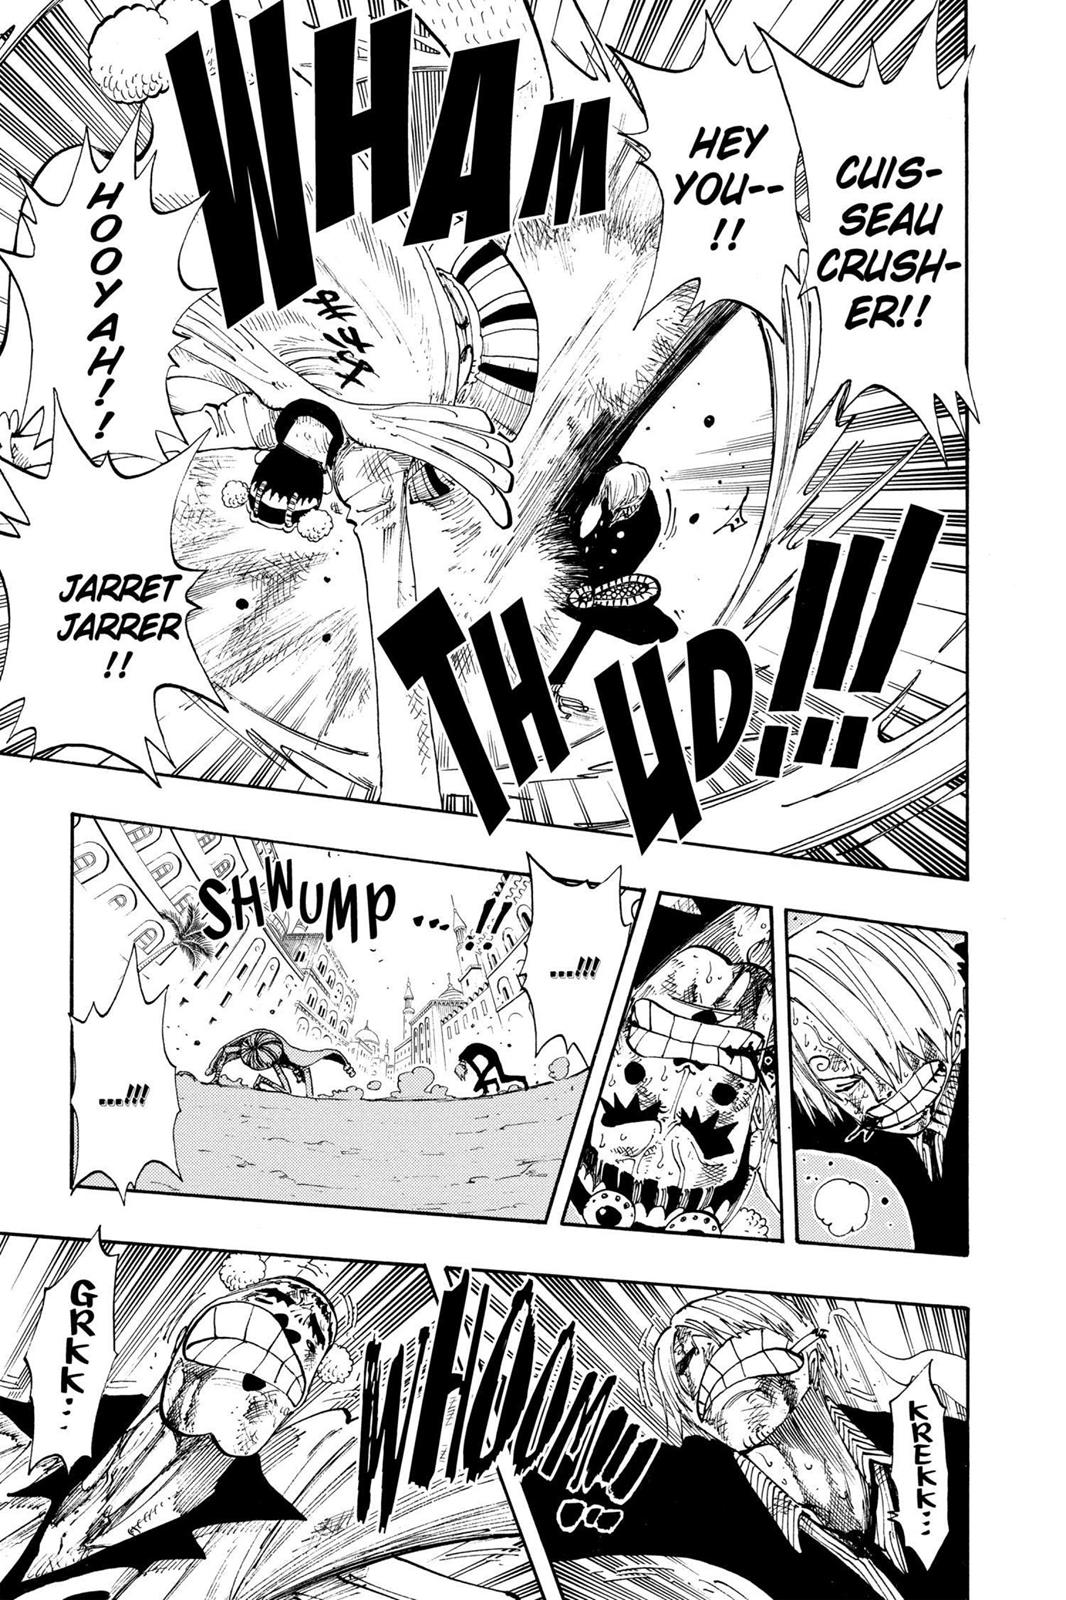 CUIS-
SEAU
CRUSH-
ER!!
HEY
YOU--
!!
WHAM
HOOYAH!!
JARRET
JARRER
!!
THUD!!!
...!!!
SHWUMP...!!
...!!!
KREKK...
WHOOM!!!
GRKK...